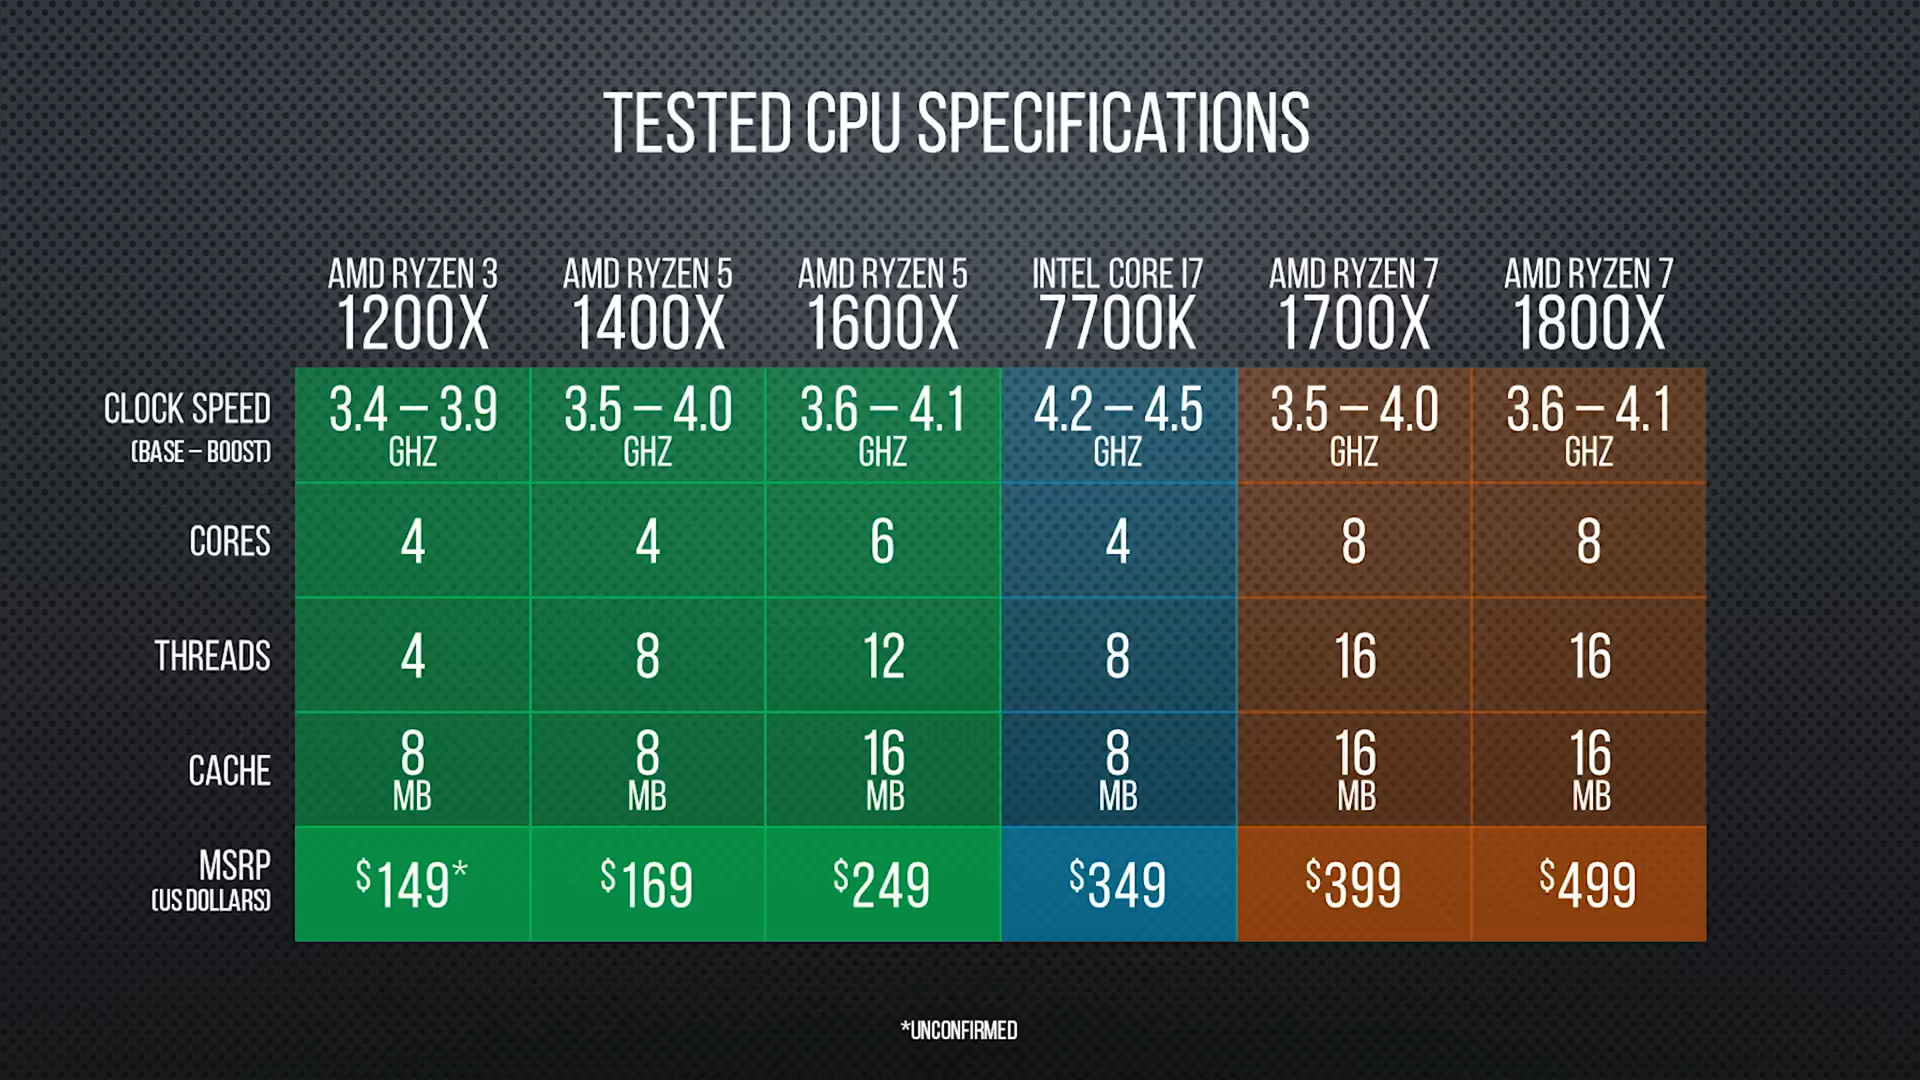 TESTED CPU SPECIFICATIONS
AMD RYZEN 3 AMD RYZEN 5 AMD RYZEN 5 INTEL CORE I7 AMD RYZEN 7 AMD RYZEN 7
1200X 1400X 1600X 7700K 1700X 1800X
CLOCK SPEED 3.4 – 3.9 3.5 – 4.0 3.6 – 4.1 4.2 – 4.5 3.5 – 4.0 3.6 – 4.1
(BASE – BOOST) GHZ GHZ GHZ GHZ GHZ GHZ
CORES 4 4 6 4 8 8
THREADS 4 8 12 8 16 16
CACHE 8 8 16 8 16 16
MB MB MB MB MB MB
MSRP $149* $169 $249 $349 $399 $499
(US DOLLARS)
*UNCONFIRMED